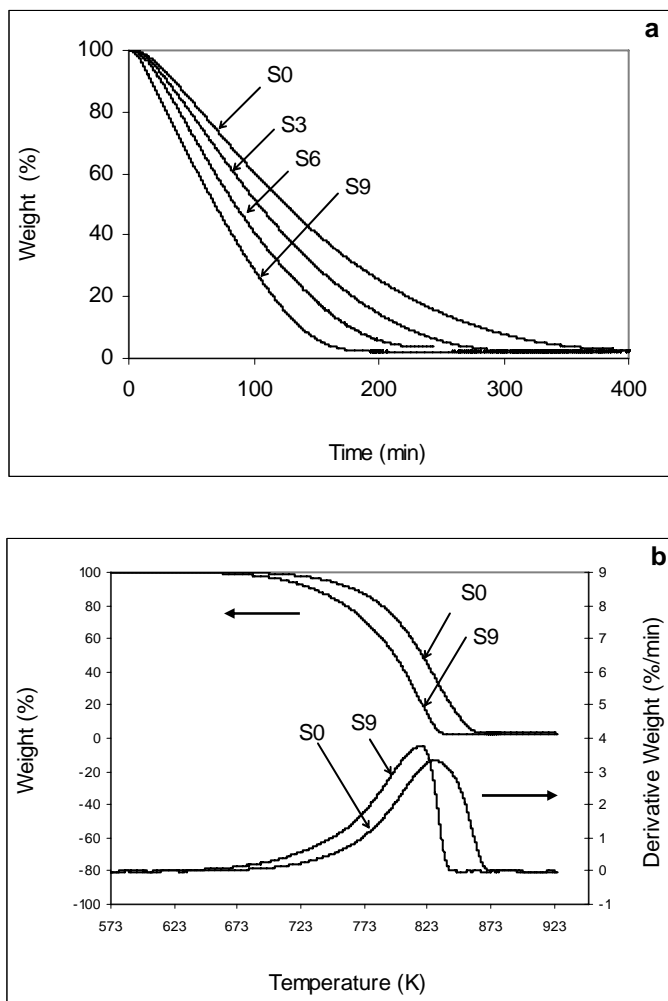 a
100
80
60
40
20
0
Weight (%)
S0
S3
S6
S9
0 100 200 300 400
Time (min)
b
100
80
60
40
20
0
-20
-40
-60
-80
-100
Weight (%)
S0
S9
S9
S0
9
8
7
6
5
4
3
2
1
0
-1
Derivative Weight (%/min)
573 623 673 723 773 823 873 923
Temperature (K)